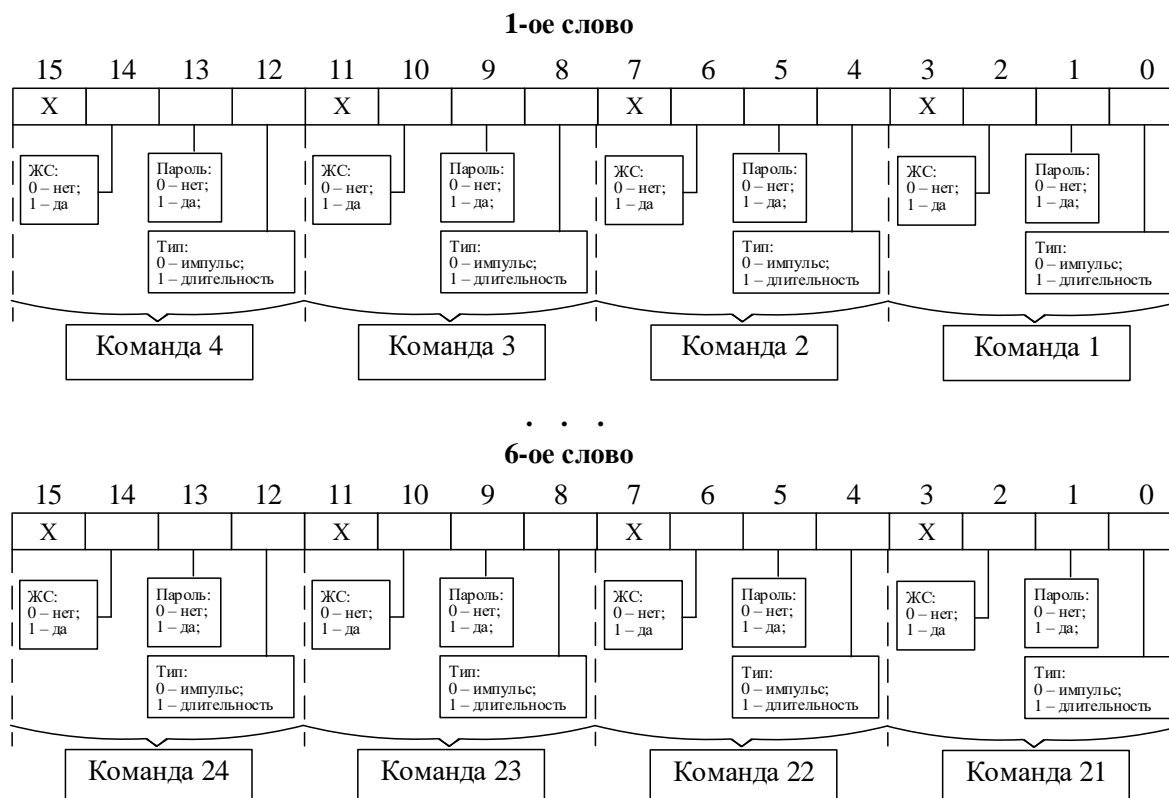 1-ое слово
15 14 13 12 11 10 9 8 7 6 5 4 3 2 1 0
X X X X
ЖС:
0 – нет;
1 – да
Пароль:
0 – нет;
1 – да;
Тип:
0 – импульс;
1 – длительность
ЖС:
0 – нет;
1 – да
Пароль:
0 – нет;
1 – да;
Тип:
0 – импульс;
1 – длительность
ЖС:
0 – нет;
1 – да
Пароль:
0 – нет;
1 – да;
Тип:
0 – импульс;
1 – длительность
ЖС:
0 – нет;
1 – да
Пароль:
0 – нет;
1 – да;
Тип:
0 – импульс;
1 – длительность
Команда 4 Команда 3 Команда 2 Команда 1
. . .
6-ое слово
15 14 13 12 11 10 9 8 7 6 5 4 3 2 1 0
X X X X
ЖС:
0 – нет;
1 – да
Пароль:
0 – нет;
1 – да;
Тип:
0 – импульс;
1 – длительность
ЖС:
0 – нет;
1 – да
Пароль:
0 – нет;
1 – да;
Тип:
0 – импульс;
1 – длительность
ЖС:
0 – нет;
1 – да
Пароль:
0 – нет;
1 – да;
Тип:
0 – импульс;
1 – длительность
ЖС:
0 – нет;
1 – да
Пароль:
0 – нет;
1 – да;
Тип:
0 – импульс;
1 – длительность
Команда 24 Команда 23 Команда 22 Команда 21